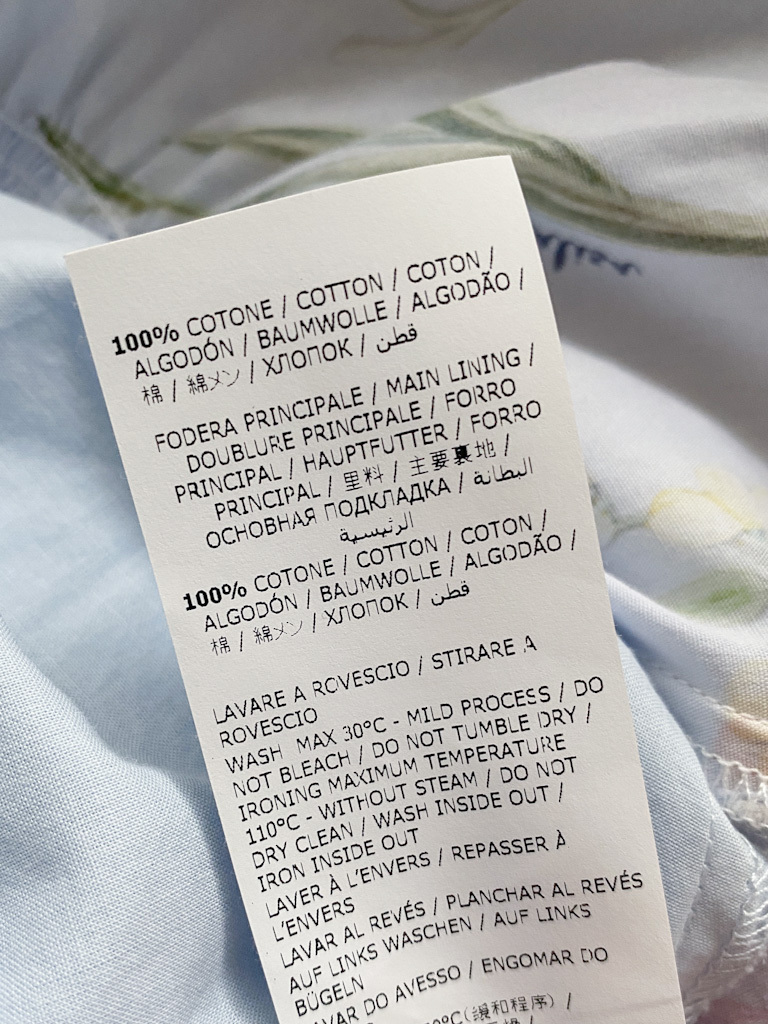 100% COTONE / COTTON / COTON /
ALGODÓN / BAUMWOLLE / ALGODÃO /
棉 / 綿メン / ХЛОПОК / قطن
FODERA PRINCIPALE / MAIN LINING /
DOUBLURE PRINCIPALE / FORRO
PRINCIPAL / HAUPTFUTTER / FORRO
PRINCIPAL / 里料 / 主要裏地 /
ОСНОВНАЯ ПОДКЛАДКА / البطانة
الرئيسية
100% COTONE / COTTON / COTON /
ALGODÓN / BAUMWOLLE / ALGODÃO /
棉 / 綿メン / ХЛОПОК / قطن
LAVARE A ROVESCIO / STIRARE A
ROVESCIO
WASH MAX 30°C - MILD PROCESS / DO
NOT BLEACH / DO NOT TUMBLE DRY /
IRONING MAXIMUM TEMPERATURE
110°C - WITHOUT STEAM / DO NOT
DRY CLEAN / WASH INSIDE OUT /
IRON INSIDE OUT
LAVER À L'ENVERS / REPASSER À
L'ENVERS
LAVAR AL REVÉS / PLANCHAR AL REVÉS
AUF LINKS WASCHEN / AUF LINKS
BÜGELN
LAVAR DO AVESSO / ENGOMAR DO
(缓和程序) /